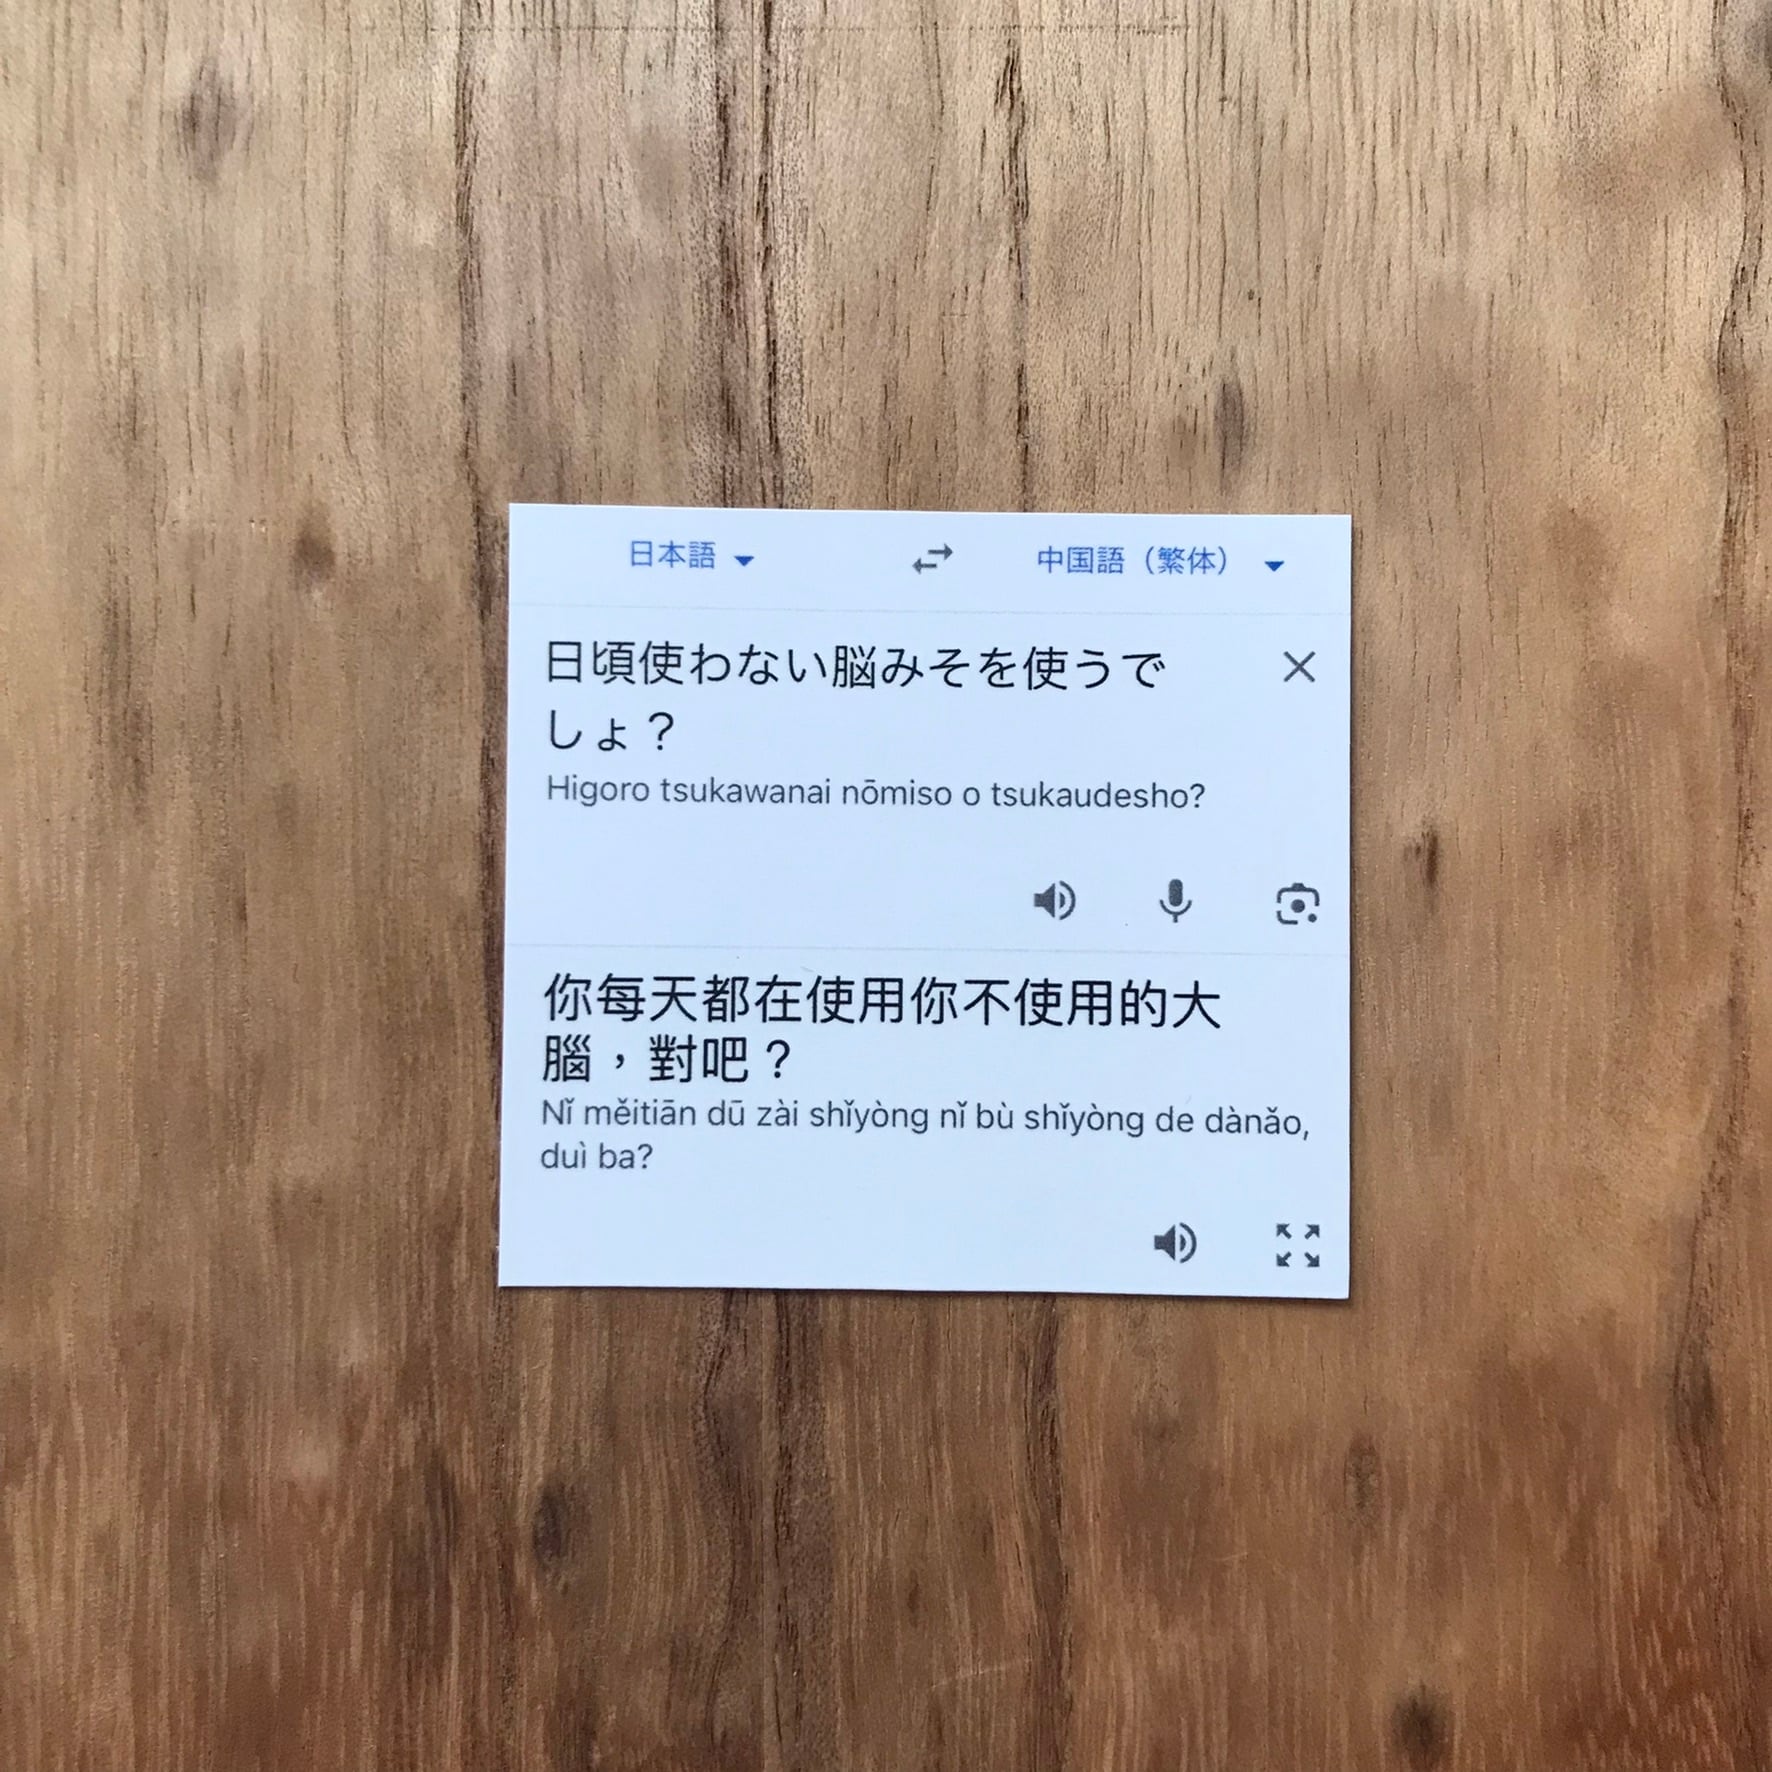 日本語
中国語（繁体）
日頃使わない脳みそを使うで
しょ？
Higoro tsukawanai nōmiso o tsukaudesho?
你每天都在使用你不使用的大
腦，對吧？
Nǐ měitiān dū zài shǐyòng nǐ bù shǐyòng de dànǎo,
duì ba?